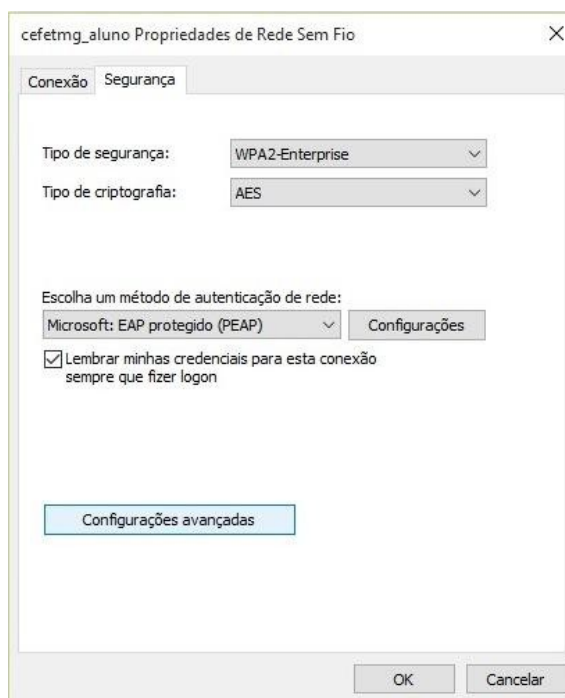 cefetmg_aluno Propriedades de Rede Sem Fio
Conexão Segurança
Tipo de segurança: WPA2-Enterprise
Tipo de criptografia: AES
Escolha um método de autenticação de rede:
Microsoft: EAP protegido (PEAP) Configurações
Lembrar minhas credenciais para esta conexão
sempre que fizer logon
Configurações avançadas
OK Cancelar